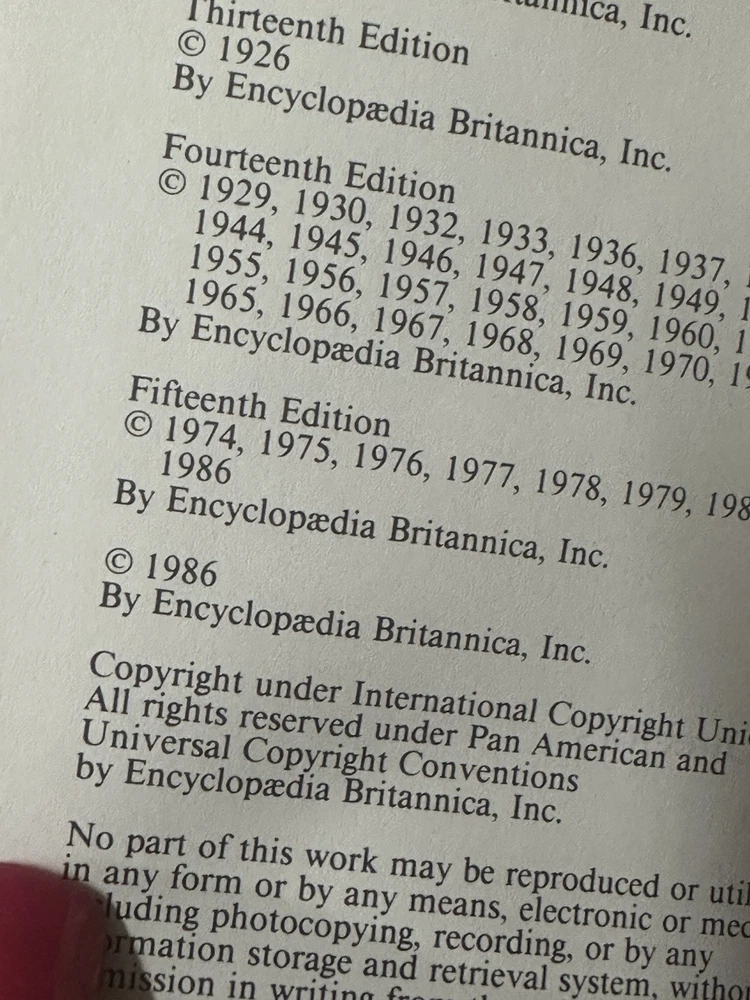 Inc.
Thirteenth Edition
© 1926
By Encyclopædia Britannica, Inc.
Fourteenth Edition
© 1929, 1930, 1932, 1933, 1936, 1937,
1944, 1945, 1946, 1947, 1948, 1949,
1955, 1956, 1957, 1958, 1959, 1960,
1965, 1966, 1967, 1968, 1969, 1970,
By Encyclopædia Britannica, Inc.
Fifteenth Edition
© 1974, 1975, 1976, 1977, 1978, 1979,
1986
By Encyclopædia Britannica, Inc.
© 1986
By Encyclopædia Britannica, Inc.
Copyright under International Copyright
All rights reserved under Pan American and
Universal Copyright Conventions
by Encyclopædia Britannica, Inc.
No part of this work may be reproduced or
in any form or by any means, electronic or
photocopying, recording, or by any
storage and retrieval system, without
in writing from the